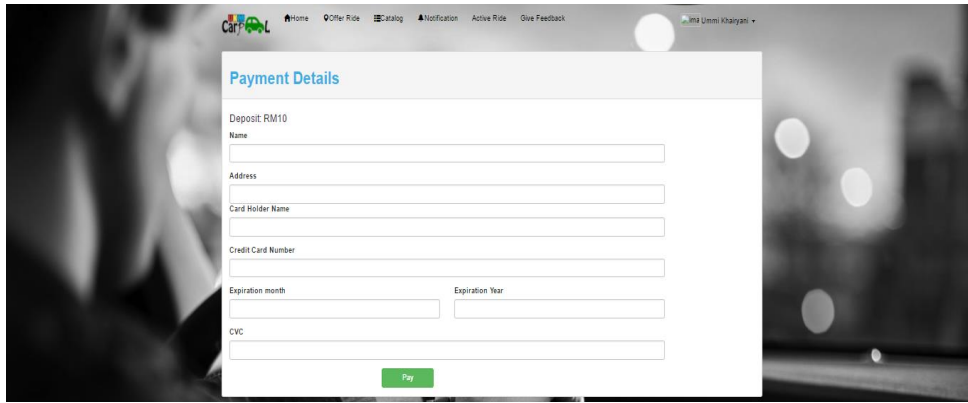 CarpooL
Home Offer Ride Catalog Notification Active Ride Give Feedback ima Ummi Khairyani
Payment Details
Deposit: RM10
Name
Address
Card Holder Name
Credit Card Number
Expiration month Expiration Year
CVC
Pay